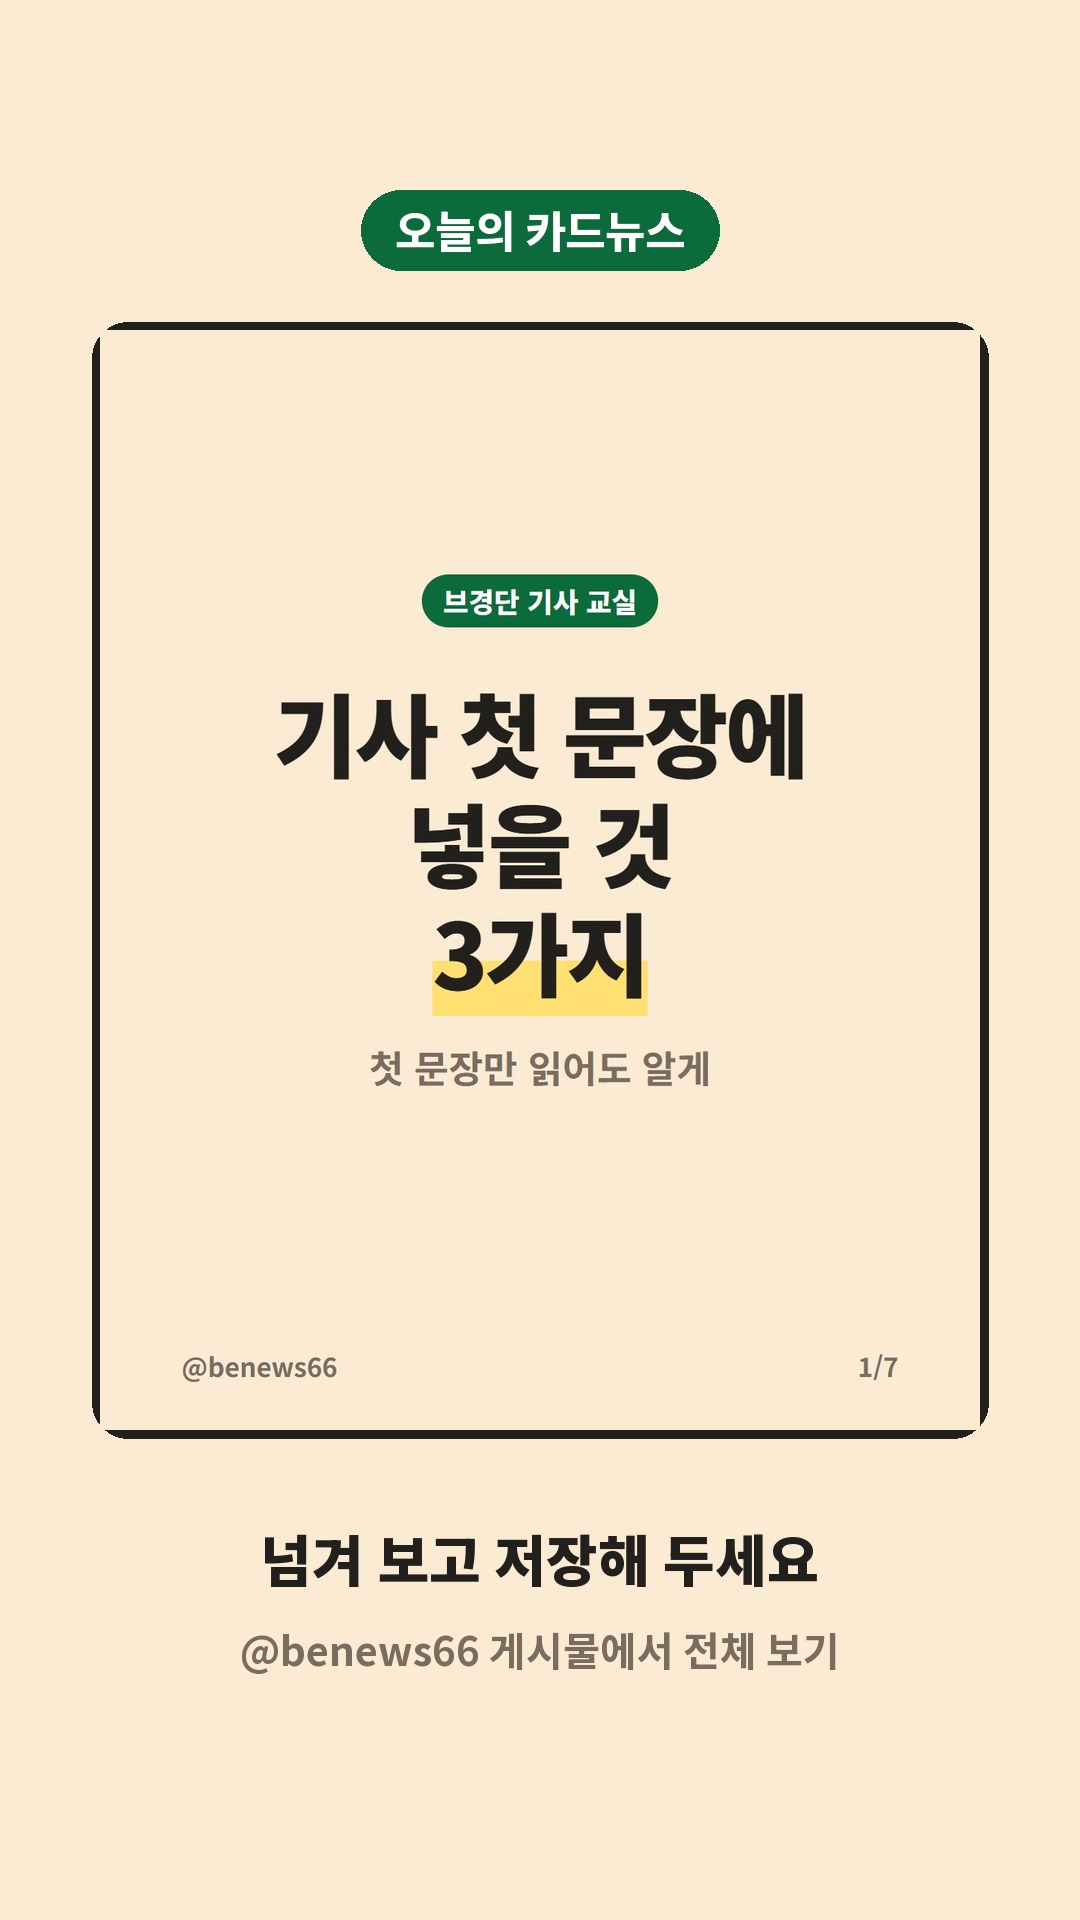 오늘의 카드뉴스
브경단 기사 교실
기사 첫 문장에
넣을 것
3가지
첫 문장만 읽어도 알게
@benews66
1/7
넘겨 보고 저장해 두세요
@benews66 게시물에서 전체 보기